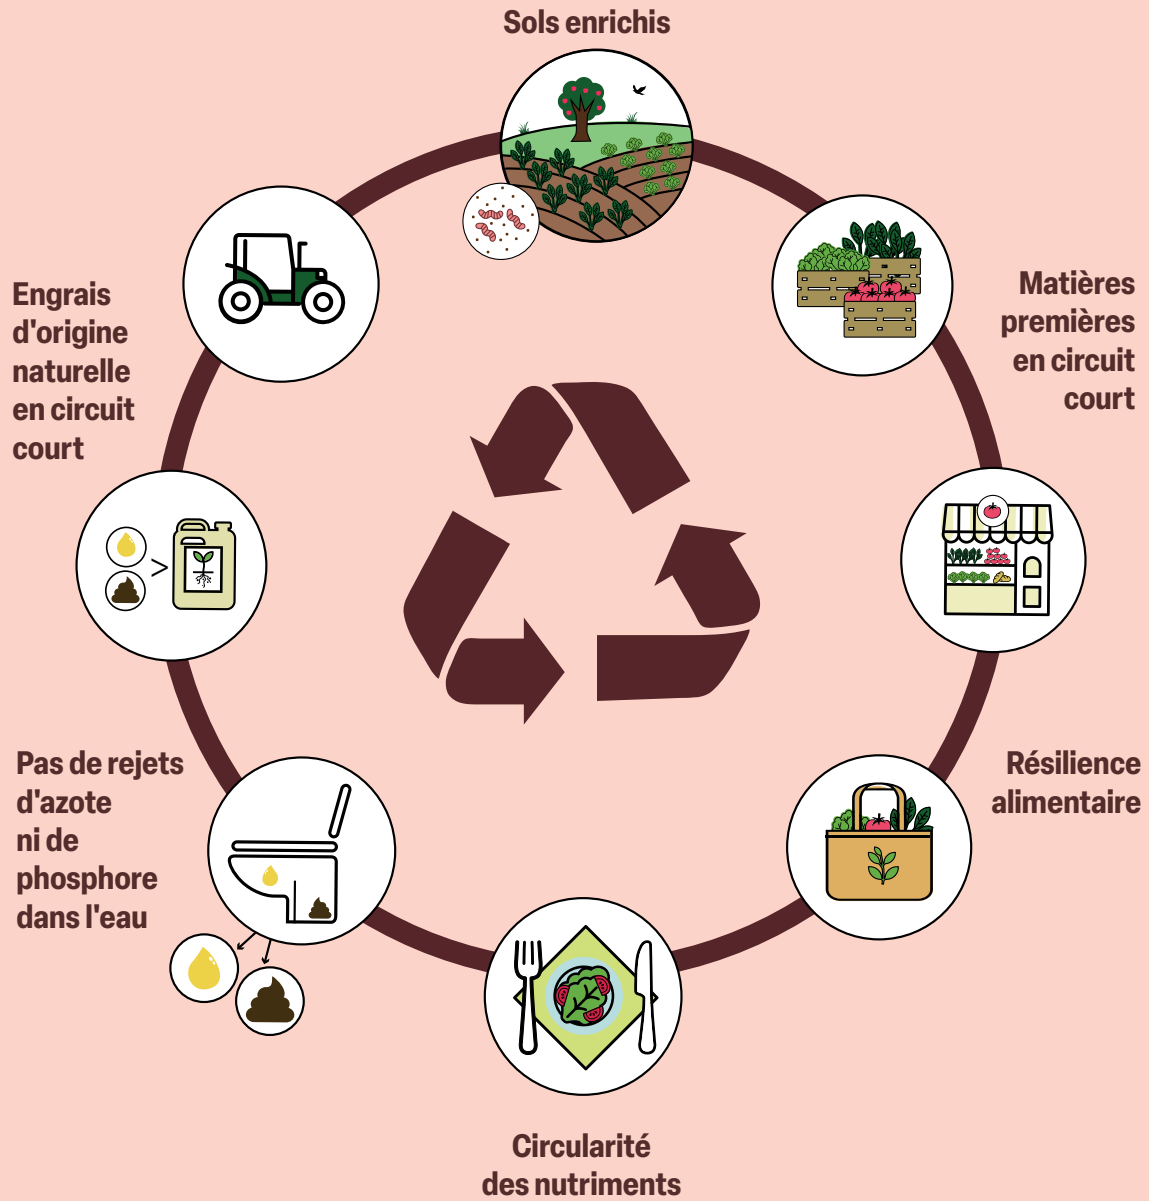 Sols enrichis
Engrais
d'origine
naturelle
en circuit
court
Matières
premières
en circuit
court
>
Pas de rejets
d'azote
ni de
phosphore
dans l'eau
Résilience
alimentaire
Circularité
des nutriments